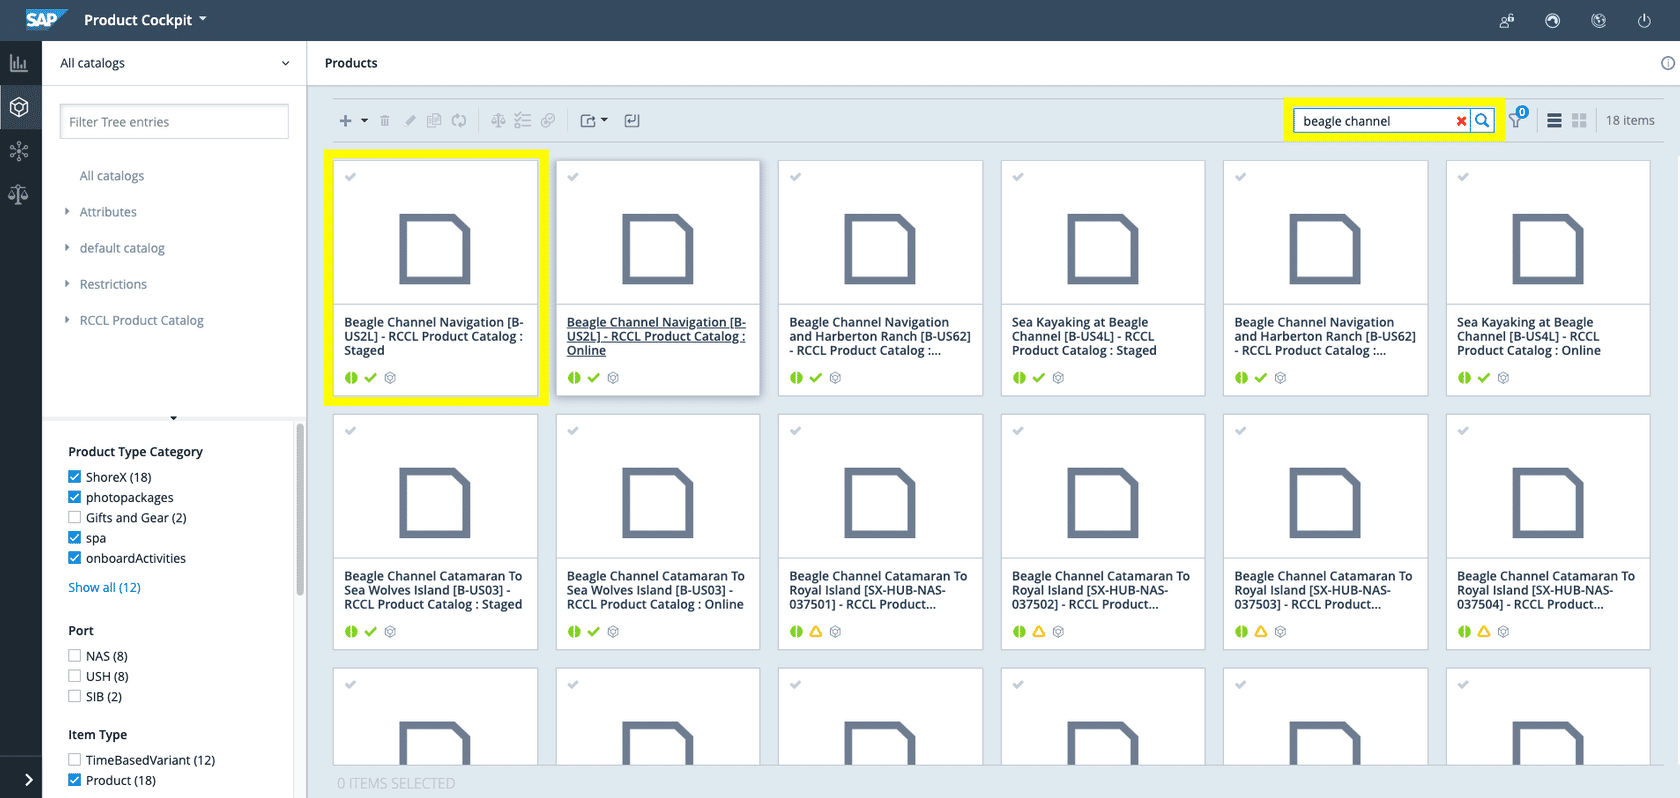 SAP Product Cockpit
All catalogs
Products
Filter Tree entries
beagle channel
0
18 items
All catalogs
Attributes
default catalog
Restrictions
RCCL Product Catalog
Beagle Channel Navigation [B-
US2L] - RCCL Product Catalog :
Staged
Beagle Channel Navigation [B-
US2L] - RCCL Product Catalog :
Online
Beagle Channel Navigation
and Harberton Ranch [B-US62]
- RCCL Product Catalog :...
Sea Kayaking at Beagle
Channel [B-US4L] - RCCL
Product Catalog : Staged
Beagle Channel Navigation
and Harberton Ranch [B-US62]
- RCCL Product Catalog :...
Sea Kayaking at Beagle
Channel [B-US4L] - RCCL
Product Catalog : Online
Product Type Category
ShoreX (18)
photopackages
Gifts and Gear (2)
spa
onboardActivities
Show all (12)
Port
NAS (8)
USH (8)
SIB (2)
Item Type
TimeBasedVariant (12)
Product (18)
Beagle Channel Catamaran To
Sea Wolves Island [B-US03] -
RCCL Product Catalog : Staged
Beagle Channel Catamaran To
Sea Wolves Island [B-US03] -
RCCL Product Catalog : Online
Beagle Channel Catamaran To
Royal Island [SX-HUB-NAS-
037501] - RCCL Product...
Beagle Channel Catamaran To
Royal Island [SX-HUB-NAS-
037502] - RCCL Product...
Beagle Channel Catamaran To
Royal Island [SX-HUB-NAS-
037503] - RCCL Product...
Beagle Channel Catamaran To
Royal Island [SX-HUB-NAS-
037504] - RCCL Product...
0 ITEMS SELECTED